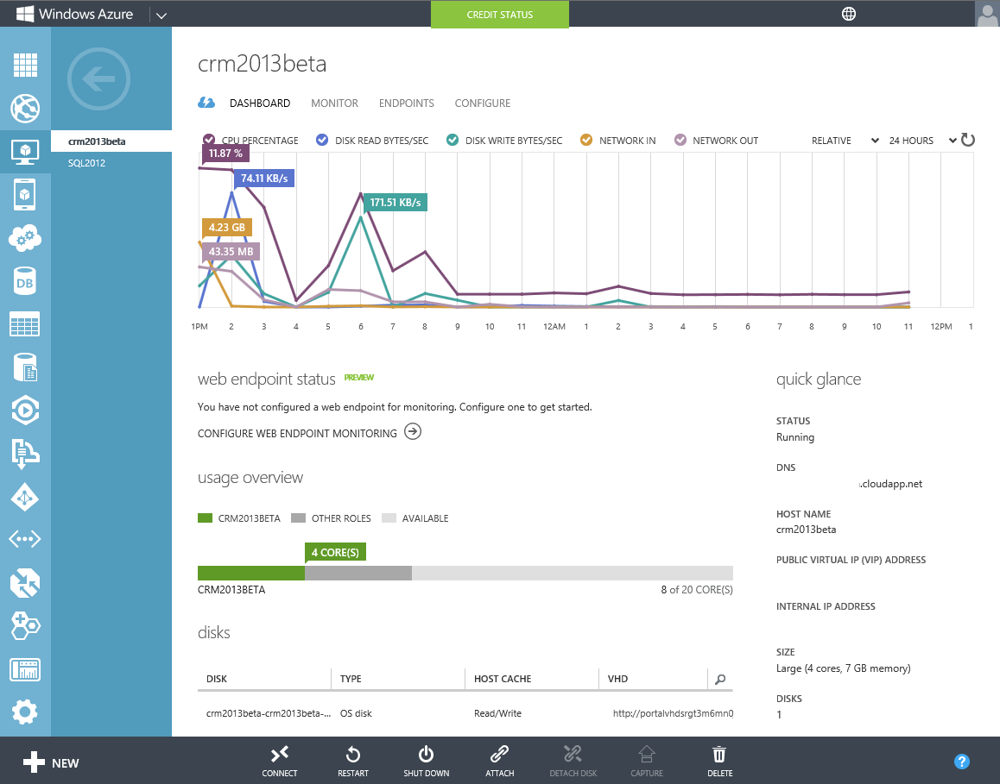 Windows Azure
CREDIT STATUS
crm2013beta
SQL2012
DB
crm2013beta
DASHBOARD MONITOR ENDPOINTS CONFIGURE
CPU PERCENTAGE DISK READ BYTES/SEC DISK WRITE BYTES/SEC NETWORK IN NETWORK OUT RELATIVE 24 HOURS
11.87 %
74.11 KB/s
171.51 KB/s
4.23 GB
43.35 MB
1PM 2 3 4 5 6 7 8 9 10 11 12AM 1 2 3 4 5 6 7 8 9 10 11 12PM 1
web endpoint status PREVIEW
You have not configured a web endpoint for monitoring. Configure one to get started.
CONFIGURE WEB ENDPOINT MONITORING
usage overview
CRM2013BETA OTHER ROLES AVAILABLE
4 CORE(S)
CRM2013BETA 8 of 20 CORE(S)
disks
DISK TYPE HOST CACHE VHD
crm2013beta-crm2013beta-... OS disk Read/Write http://portalvhdsrgt3m6mn0
quick glance
STATUS
Running
DNS
.cloudapp.net
HOST NAME
crm2013beta
PUBLIC VIRTUAL IP (VIP) ADDRESS
INTERNAL IP ADDRESS
SIZE
Large (4 cores, 7 GB memory)
DISKS
1
NEW
CONNECT RESTART SHUT DOWN ATTACH DETACH DISK CAPTURE DELETE
?